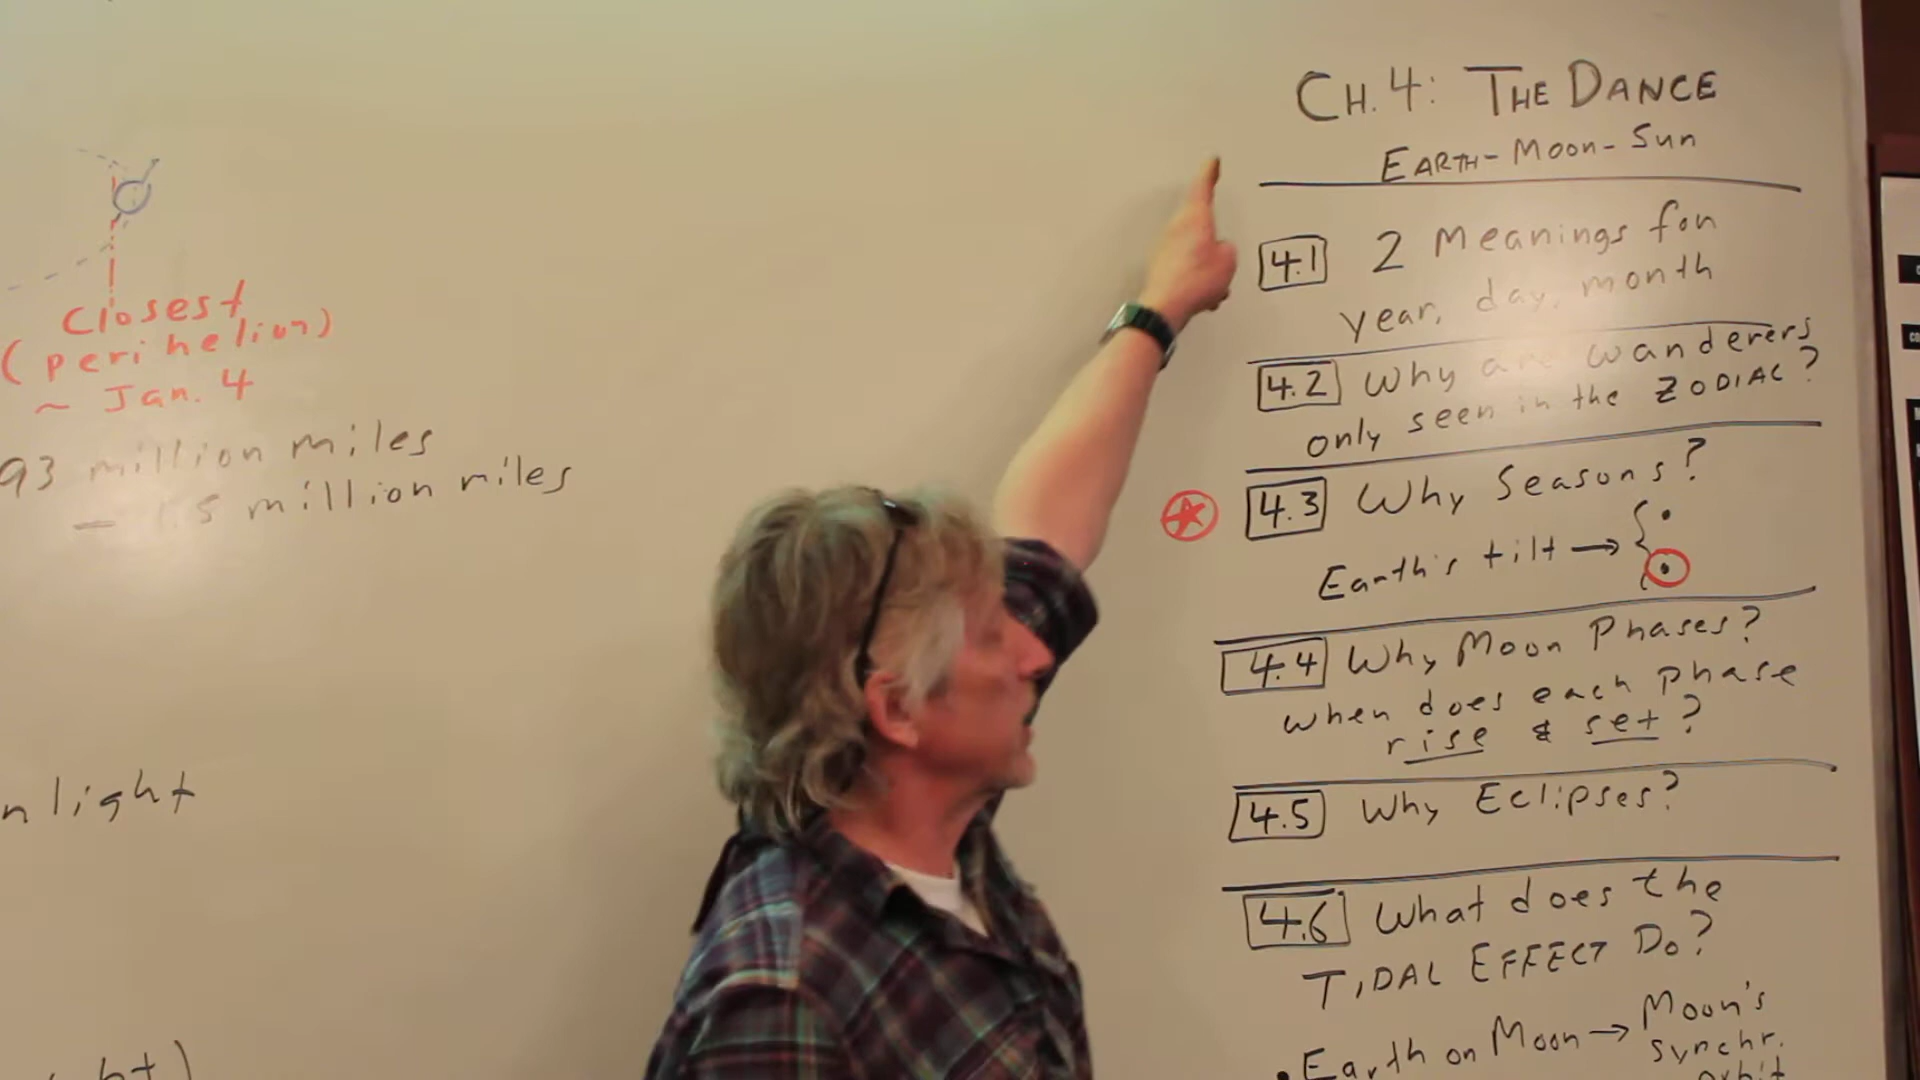 Closest
(perihelion)
~ Jan. 4
93 million miles
- 1.5 million miles
nlight
ht)
CH. 4: THE DANCE
EARTH-MOON-SUN
4.1 2 Meanings for
year, day, month
4.2 Why are wanderers
only seen in the ZODIAC?
4.3 Why Seasons?
Earth's tilt → {
4.4 Why Moon Phases?
When does each phase
rise & set?
4.5 Why Eclipses?
4.6 What does the
TIDAL EFFECT DO?
• Earth on Moon → Moon's
synchr.
orbit